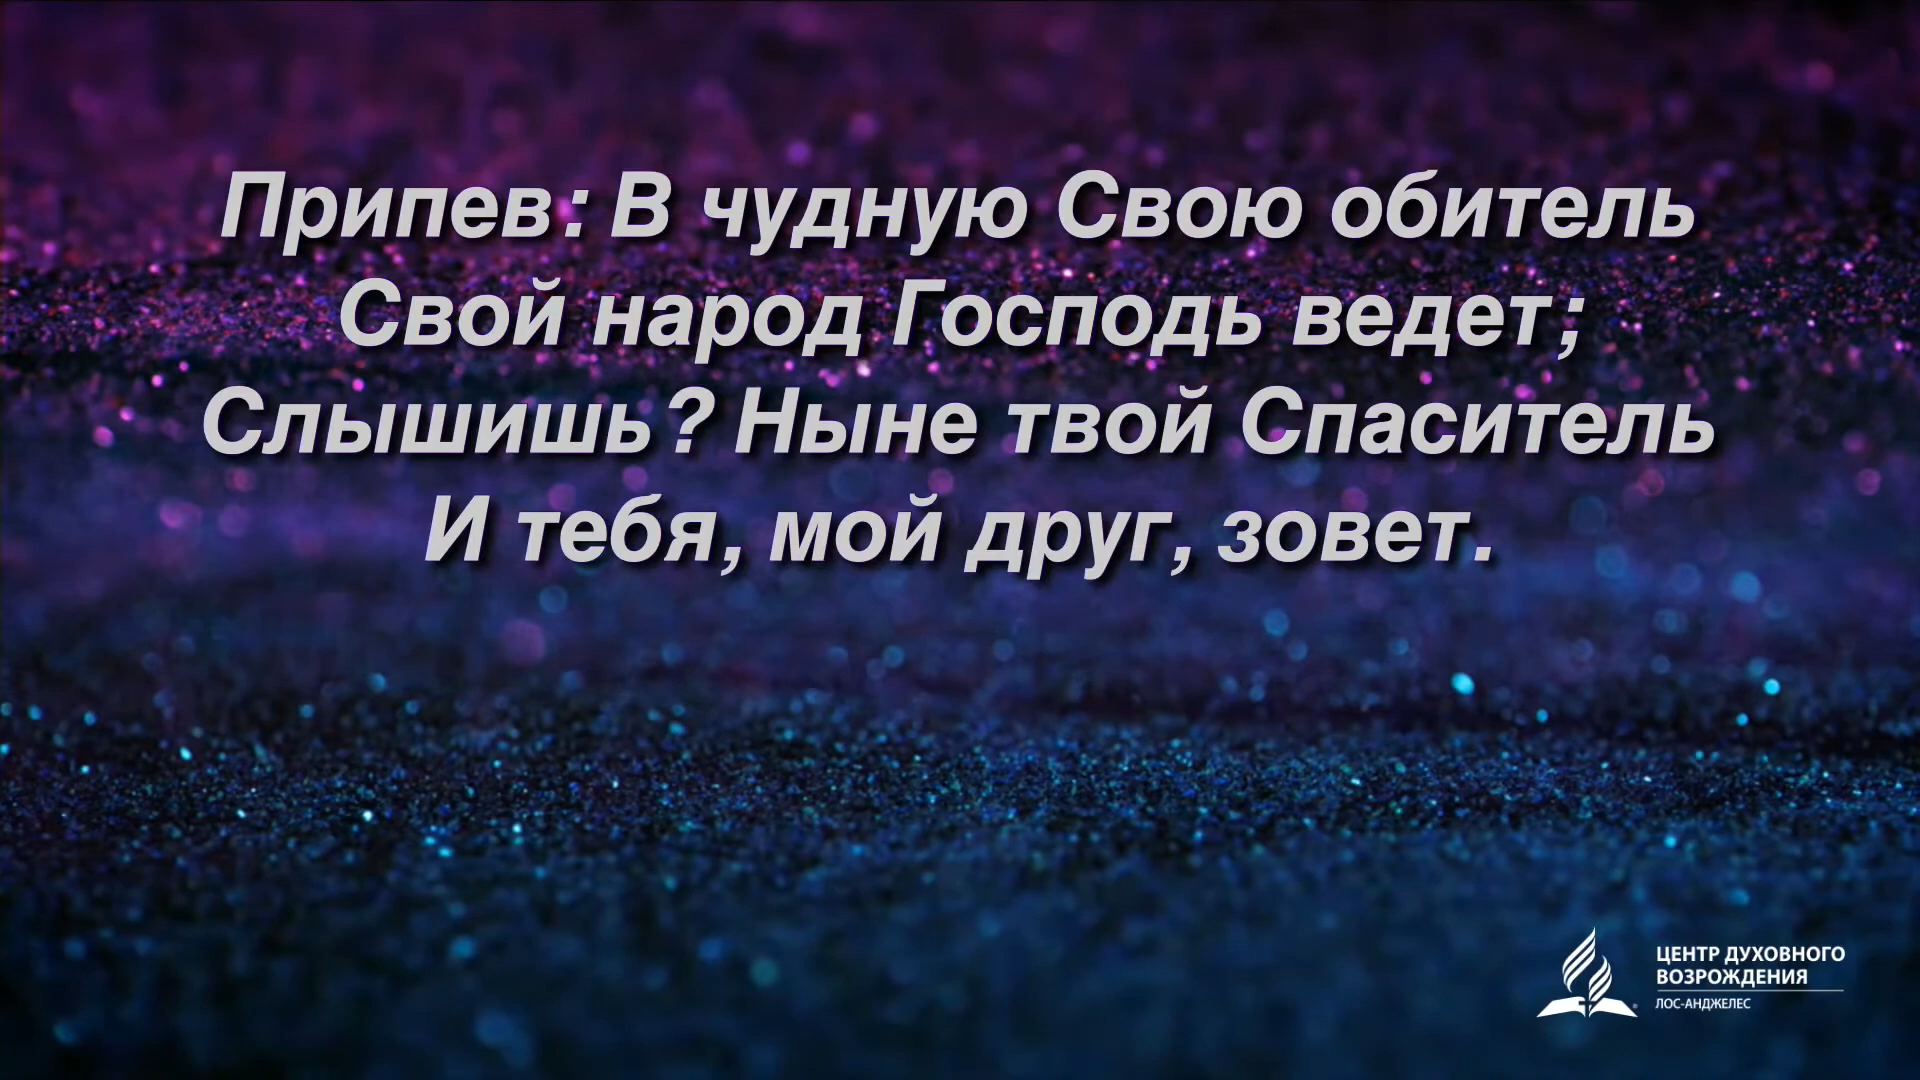 Припев: В чудную Свою обитель
Свой народ Господь ведет;
Слышишь? Ныне твой Спаситель
И тебя, мой друг, зовет.
ЦЕНТР ДУХОВНОГО
ВОЗРОЖДЕНИЯ
ЛОС-АНДЖЕЛЕС